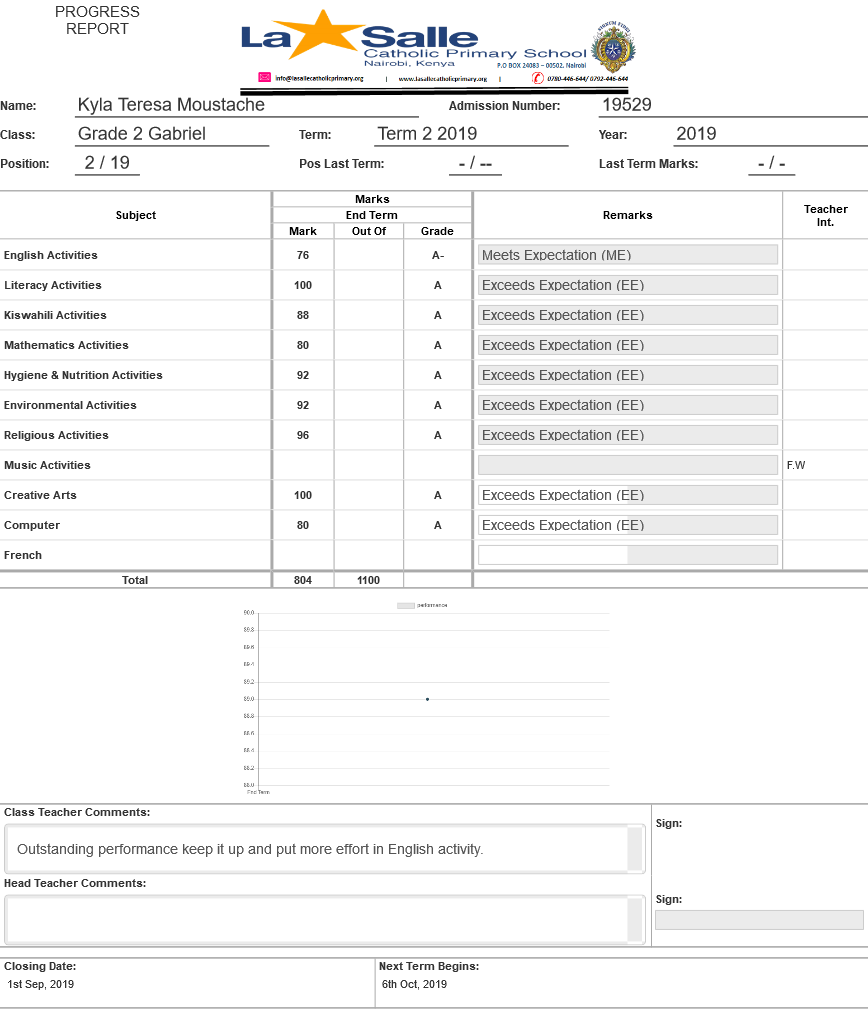 PROGRESS
REPORT
La Salle
Catholic Primary School
Nairobi, Kenya
P.O BOX 24083 – 00502, Nairobi
info@lasallecatholicprimary.org | www.lasallecatholicprimary.org | 0780-446-644/ 0792-446-644
Name: Kyla Teresa Moustache Admission Number: 19529
Class: Grade 2 Gabriel Term: Term 2 2019 Year: 2019
Position: 2 / 19 Pos Last Term: - / -- Last Term Marks: - / -
Subject Marks Remarks Teacher Int.
End Term
Mark Out Of Grade
English Activities 76 A- Meets Expectation (ME)
Literacy Activities 100 A Exceeds Expectation (EE)
Kiswahili Activities 88 A Exceeds Expectation (EE)
Mathematics Activities 80 A Exceeds Expectation (EE)
Hygiene & Nutrition Activities 92 A Exceeds Expectation (EE)
Environmental Activities 92 A Exceeds Expectation (EE)
Religious Activities 96 A Exceeds Expectation (EE)
Music Activities F.W
Creative Arts 100 A Exceeds Expectation (EE)
Computer 80 A Exceeds Expectation (EE)
French
Total 804 1100
performance
90.0
89.8
89.6
89.4
89.2
89.0
88.8
88.6
88.4
88.2
88.0
End Term
Class Teacher Comments:
Sign:
Outstanding performance keep it up and put more effort in English activity.
Head Teacher Comments:
Sign:
Closing Date: Next Term Begins:
1st Sep, 2019 6th Oct, 2019